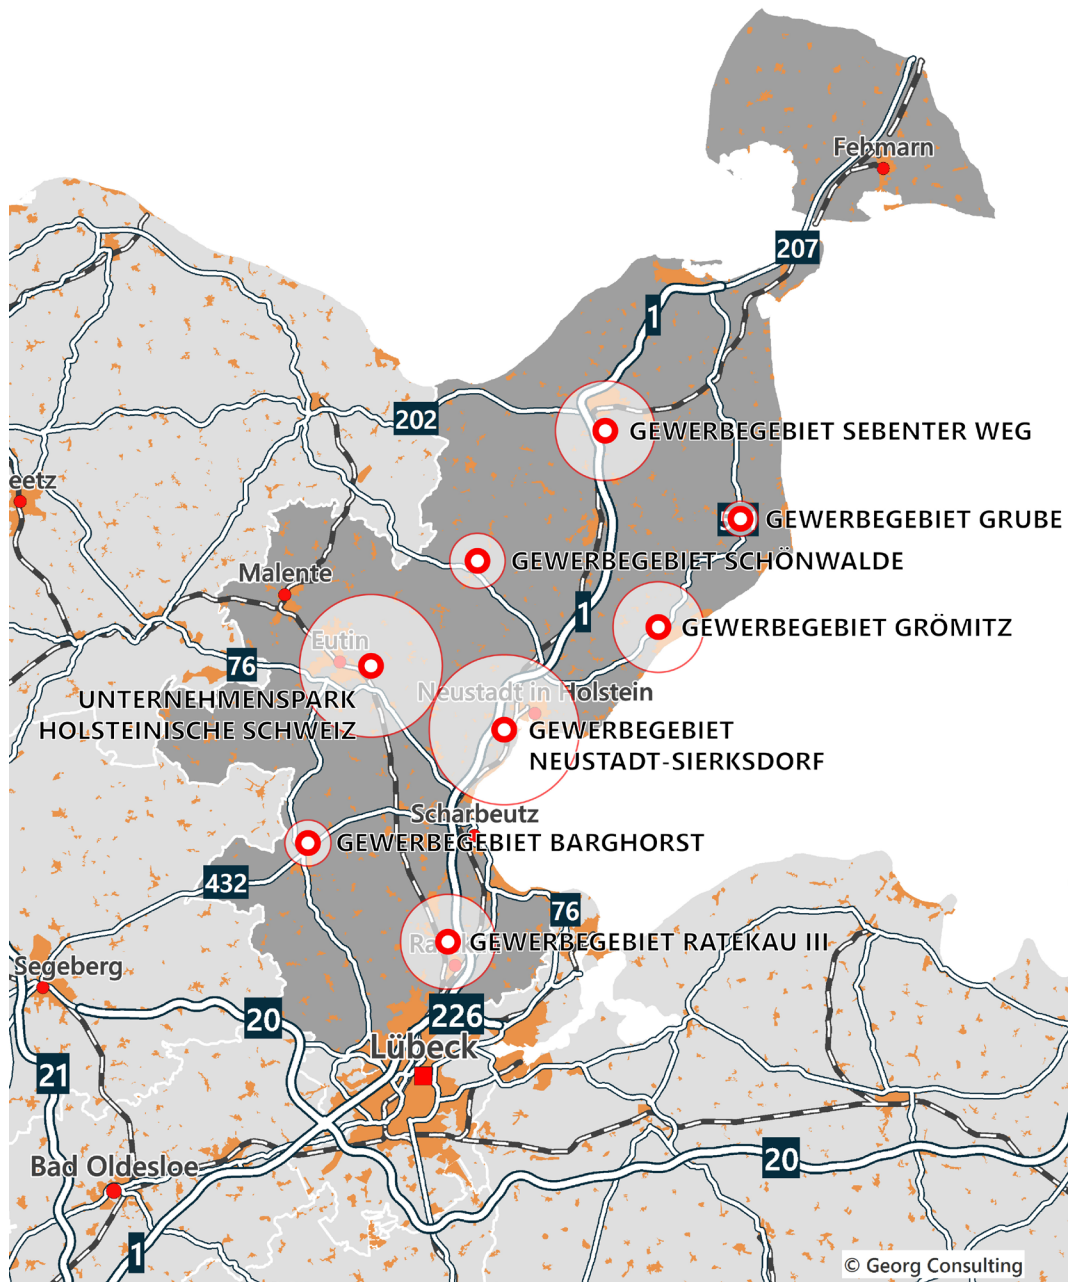 Fehmarn
207
1
202
GEWERBEGEBIET SEBENTER WEG
eetz
GEWERBEGEBIET GRUBE
GEWERBEGEBIET SCHÖNWALDE
Malente
1
GEWERBEGEBIET GRÖMITZ
Eutin
76
Neustadt in Holstein
UNTERNEHMENSPARK
HOLSTEINISCHE SCHWEIZ
GEWERBEGEBIET
NEUSTADT-SIERKSDORF
Scharbeutz
GEWERBEGEBIET BARGHORST
432
76
GEWERBEGEBIET RATEKAU III
Segeberg
20
226
Lübeck
21
Bad Oldesloe
20
1
© Georg Consulting